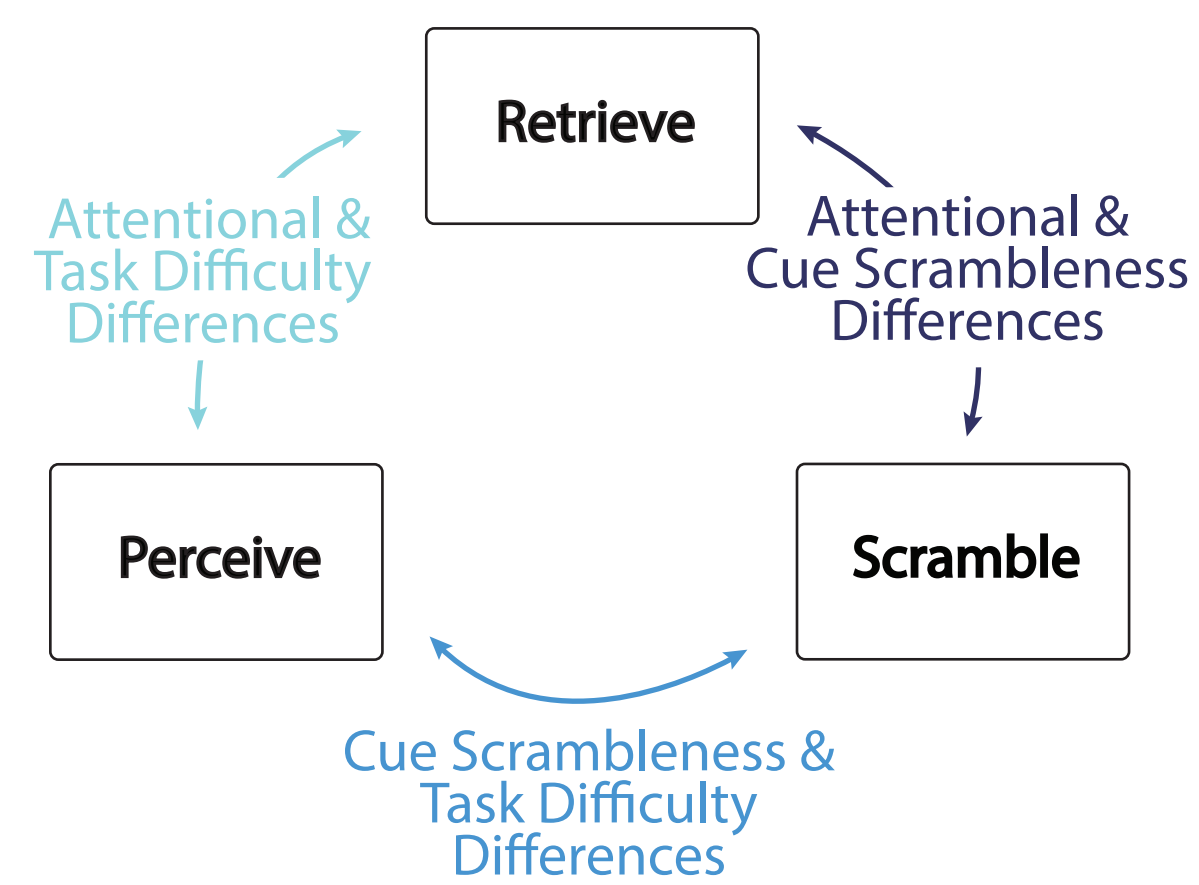 Retrieve
Attentional &
Task Difficulty
Differences
Attentional &
Cue Scrambleness
Differences
Perceive
Scramble
Cue Scrambleness &
Task Difficulty
Differences